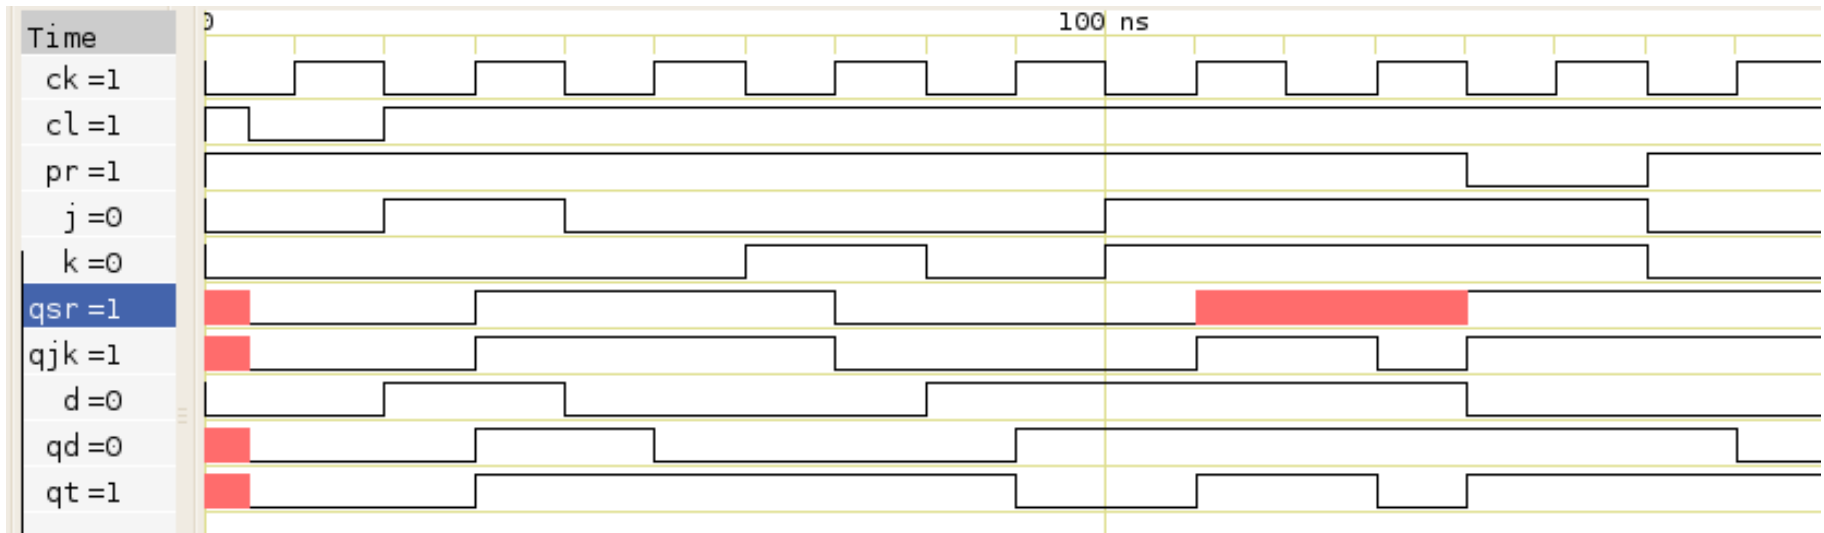 0 100 ns
Time
ck =1
cl =1
pr =1
j =0
k =0
qsr =1
qjk =1
d =0
qd =0
qt =1